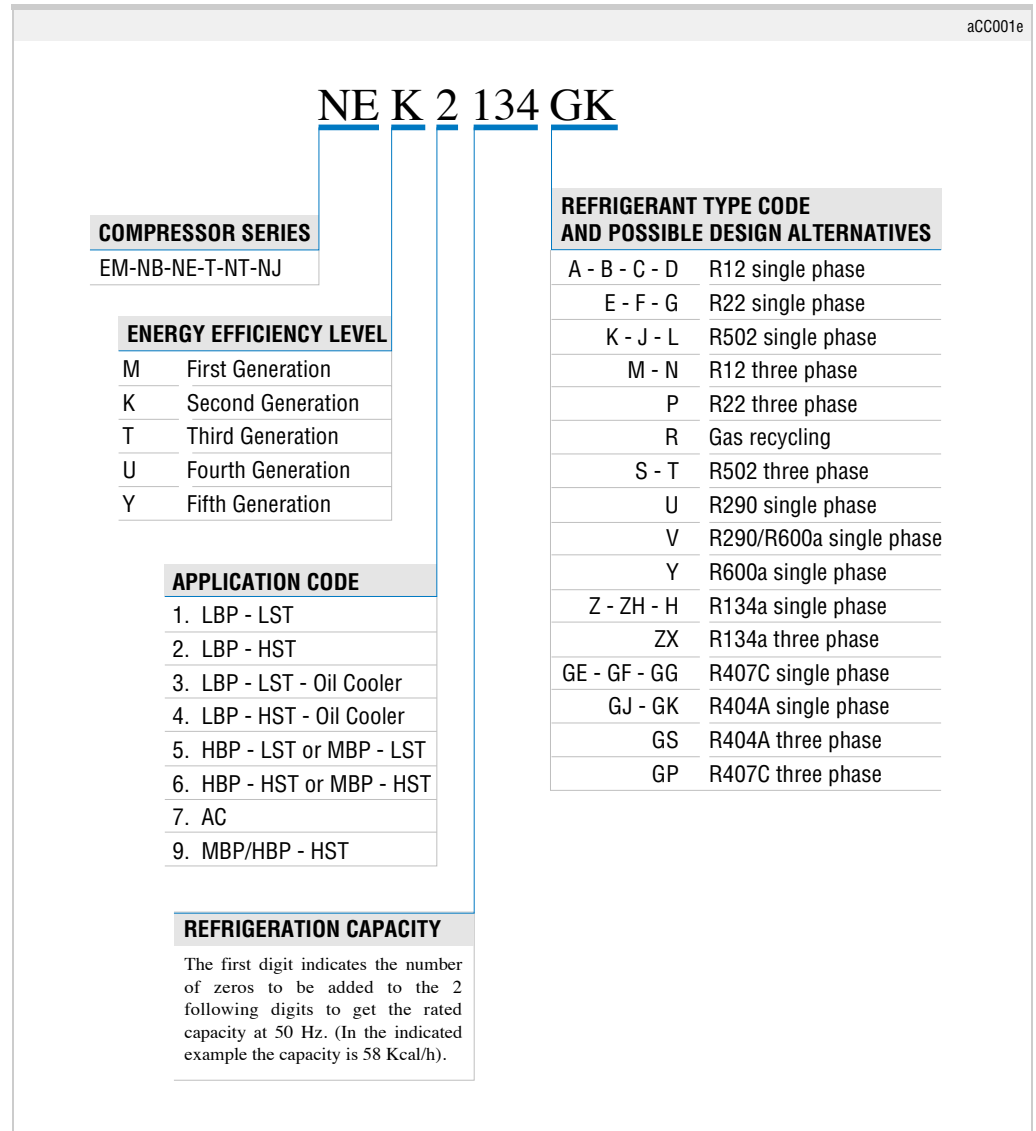 aCC001e
NE K 2 134 GK
COMPRESSOR SERIES
EM-NB-NE-T-NT-NJ
ENERGY EFFICIENCY LEVEL
M First Generation
K Second Generation
T Third Generation
U Fourth Generation
Y Fifth Generation
APPLICATION CODE
1. LBP - LST
2. LBP - HST
3. LBP - LST - Oil Cooler
4. LBP - HST - Oil Cooler
5. HBP - LST or MBP - LST
6. HBP - HST or MBP - HST
7. AC
9. MBP/HBP - HST
REFRIGERATION CAPACITY
The first digit indicates the number
of zeros to be added to the 2
following digits to get the rated
capacity at 50 Hz. (In the indicated
example the capacity is 58 Kcal/h).
REFRIGERANT TYPE CODE
AND POSSIBLE DESIGN ALTERNATIVES
A - B - C - D R12 single phase
E - F - G R22 single phase
K - J - L R502 single phase
M - N R12 three phase
P R22 three phase
R Gas recycling
S - T R502 three phase
U R290 single phase
V R290/R600a single phase
Y R600a single phase
Z - ZH - H R134a single phase
ZX R134a three phase
GE - GF - GG R407C single phase
GJ - GK R404A single phase
GS R404A three phase
GP R407C three phase